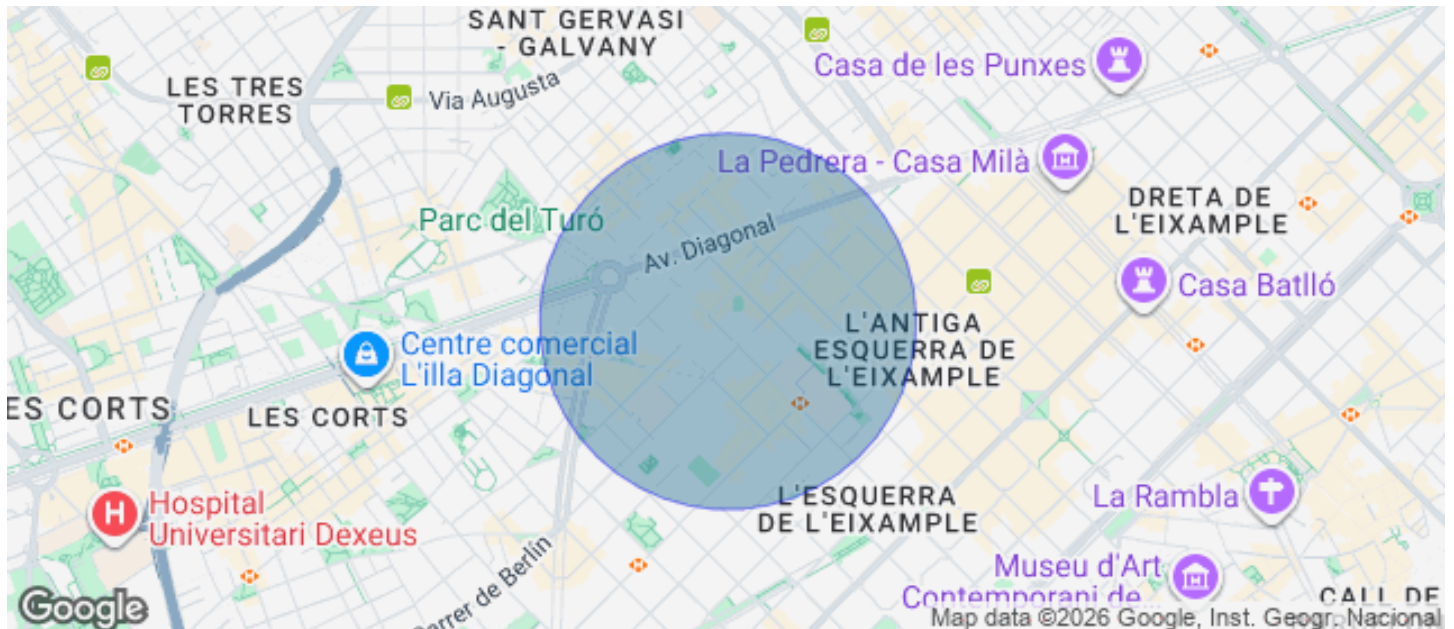 SANT GERVASI
- GALVANY
Casa de les Punxes
LES TRES
TORRES
Via Augusta
La Pedrera - Casa Milà
DRETA DE
L'EIXAMPLE
Parc del Turó
Av. Diagonal
Casa Batlló
L'ANTIGA
ESQUERRA DE
L'EIXAMPLE
Centre comercial
L'illa Diagonal
ES CORTS
LES CORTS
L'ESQUERRA
DE L'EIXAMPLE
La Rambla
H
Hospital
Universitari Dexeus
Carrer de Berlín
Museu d'Art
Contemporani de...
CALL DE
Google
Map data ©2026 Google, Inst. Geogr. Nacional